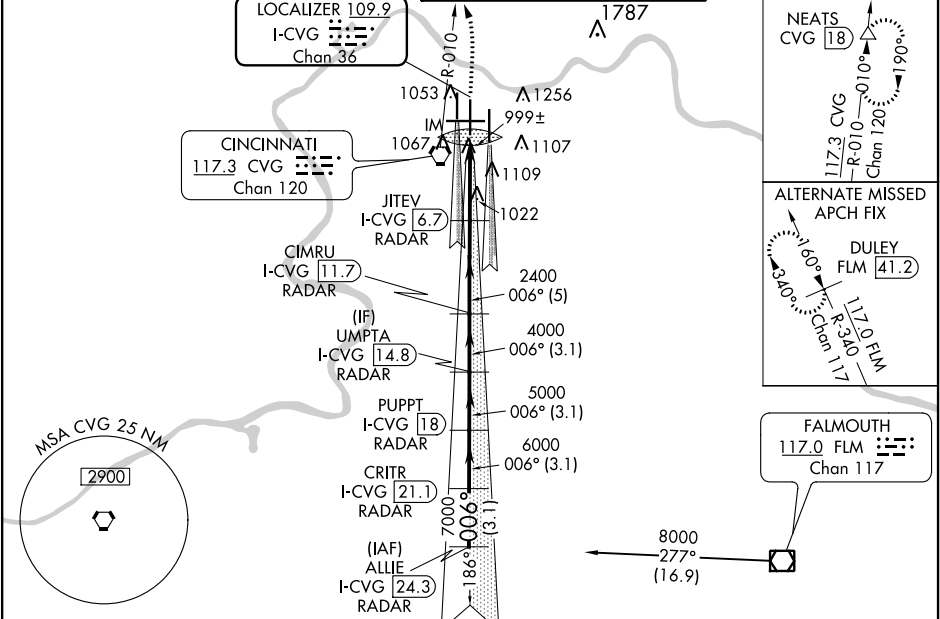 LOCALIZER 109.9
I-CVG
Chan 36
R-010
1787
1053
1256
IM
999±
1067
1107
CINCINNATI
117.3 CVG
Chan 120
1109
JITEV
I-CVG 6.7
RADAR
1022
CIMRU
I-CVG 11.7
RADAR
2400
006° (5)
(IF)
UMPTA
I-CVG 14.8
RADAR
4000
006° (3.1)
PUPPT
I-CVG 18
RADAR
5000
006° (3.1)
6000
006° (3.1)
CRITR
I-CVG 21.1
RADAR
7000
006°
(3.1)
(IAF)
ALLIE
I-CVG 24.3
RADAR
186°
MSA CVG 25 NM
2900
NEATS
CVG 18
010°
190°
117.3 CVG
R-010
Chan 120
ALTERNATE MISSED
APCH FIX
DULEY
FLM 41.2
160°
340°
117.0 FLM
R-340
Chan 117
FALMOUTH
117.0 FLM
Chan 117
8000
277°
(16.9)